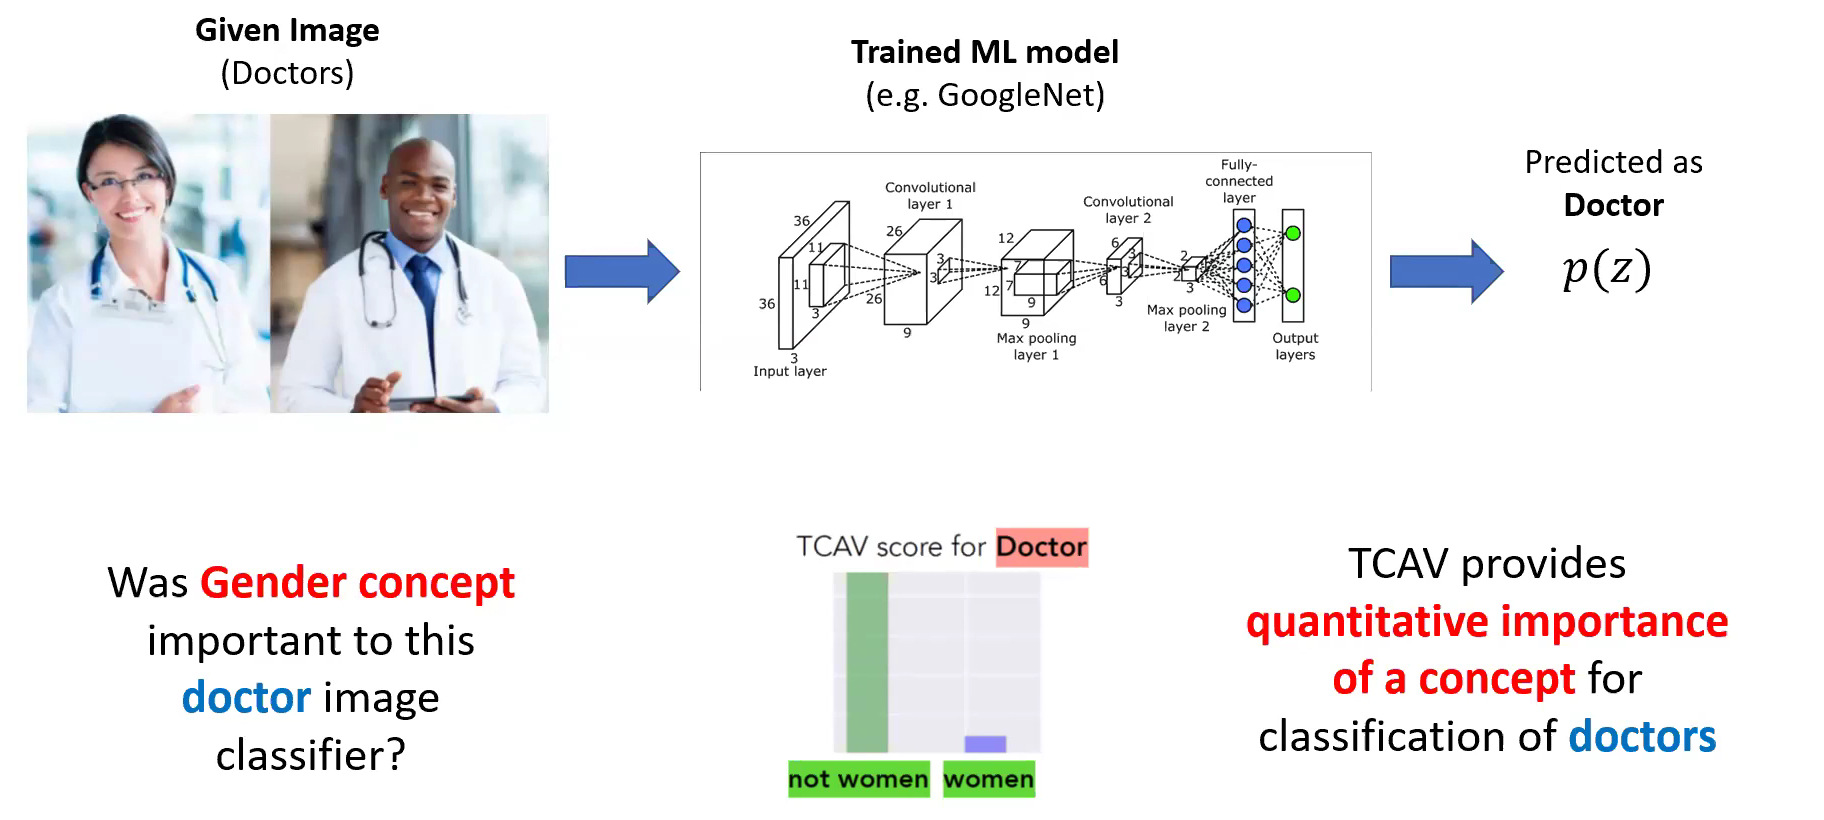 Given Image
(Doctors)
Trained ML model
(e.g. GoogleNet)
Fully-
connected
layer
Convolutional
layer 1
Convolutional
layer 2
36
11
11
36
3
3
Input layer
26
3
3
26
9
12
7
7
12
9
9
Max pooling
layer 1
6
3
3
6
3
2
2
3
Max pooling
layer 2
Output
layers
Predicted as
Doctor
p(z)
Was Gender concept
important to this
doctor image
classifier?
TCAV score for Doctor
not women
women
TCAV provides
quantitative importance
of a concept for
classification of doctors